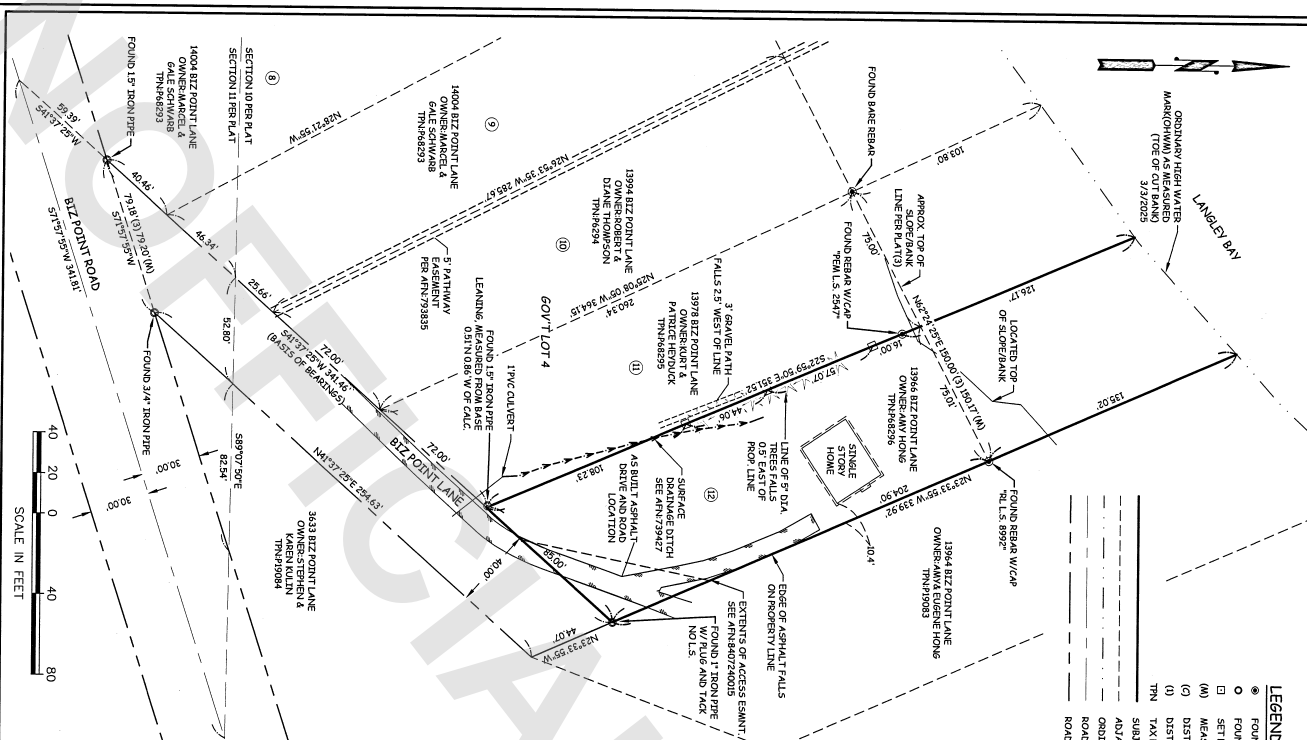 LANGLEY BAY
ORDINARY HIGH WATER
MARK(OHWM) AS MEASURED
(TOE OF CUT BANK)
3/3/2025
FOUND BARE REBAR
103.80'
APPROX. TOP OF
SLOPE/BANK
LINE PER PLAT(3)
75.00'
FOUND REBAR W/CAP
"PEM L.S. 2547"
126.17'
N62°24'25"E 150.00'(3) 150.17'(M)
16.00'
75.01'
LOCATED TOP
OF SLOPE/BANK
135.02'
FOUND REBAR W/CAP
"RL L.S. 8992"
8
SECTION 10 PER PLAT
SECTION 11 PER PLAT
14004 BIZ POINT LANE
OWNER:MARCEL &
GALE SCHWARB
TPN:P68293
FOUND 1.5" IRON PIPE
59.39'
S41°37'25"W
N28°21'55"W
9
14004 BIZ POINT LANE
OWNER:MARCEL &
GALE SCHWARB
TPN:P68293
N26°53'35"W 285.67'
5' PATHWAY
EASEMENT
PER AFN:793835
13994 BIZ POINT LANE
OWNER:ROBERT &
DIANE THOMPSON
TPN:P6294
10
N25°08'05"W 364.15'
260.34'
GOV'T LOT 4
3' GRAVEL PATH
FALLS 2.5' WEST OF LINE
13978 BIZ POINT LANE
OWNER:KURT &
PATRICE HEYDUCK
TPN:P68295
11
S22°59'50"E 351.52'
57.07'
44.06
108.23'
13966 BIZ POINT LANE
OWNER:AMY HONG
TPN:P68296
SINGLE
STORY
HOME
LINE OF 5" DIA.
TREES FALLS
0.5' EAST OF
PROP. LINE
12
SURFACE
DRAINAGE DITCH
SEE AFN:739427
AS BUILT ASPHALT
DRIVE AND ROAD
LOCATION
N23°33'55"W 339.92'
204.90'
10.4'
13964 BIZ POINT LANE
OWNER:AMY& EUGENE HONG
TPN:P19083
EDGE OF ASPHALT FALLS
ON PROPERTY LINE
EXTENTS OF ACCESS ESMNT.
SEE AFN:8407240015
FOUND 1" IRON PIPE
W/ PLUG AND TACK
NO L.S.
FOUND 1.5" IRON PIPE
LEANING, MEASURED FROM BASE
0.51'N 0.86'W OF CALC.
1"PVC CULVERT
40.46'
46.34'
25.66'
72.00'
S41°37'25"W 341.46'
(BASIS OF BEARINGS)
72.00'
BIZ POINT LANE
85.00'
40.00'
N23°33'55"W
44.07'
79.18'(3) 79.20'(M)
S71°57'55"W
BIZ POINT ROAD
S71°57'55"W 341.81'
FOUND 3/4" IRON PIPE
52.80'
S89°07'50"E
82.54'
30.00'
30.00'
N41°37'25"E 254.63'
3633 BIZ POINT LANE
OWNER:STEPHEN &
KAREN KULIN
TPN:P19084
40 20 0 40 80
SCALE IN FEET
LEGEND
FOUN
SET
(M) MEA
(C) DIST
(1) DIST
TPN TAX
SUBJ
ADJA
ORDI
ROAD
ROAD